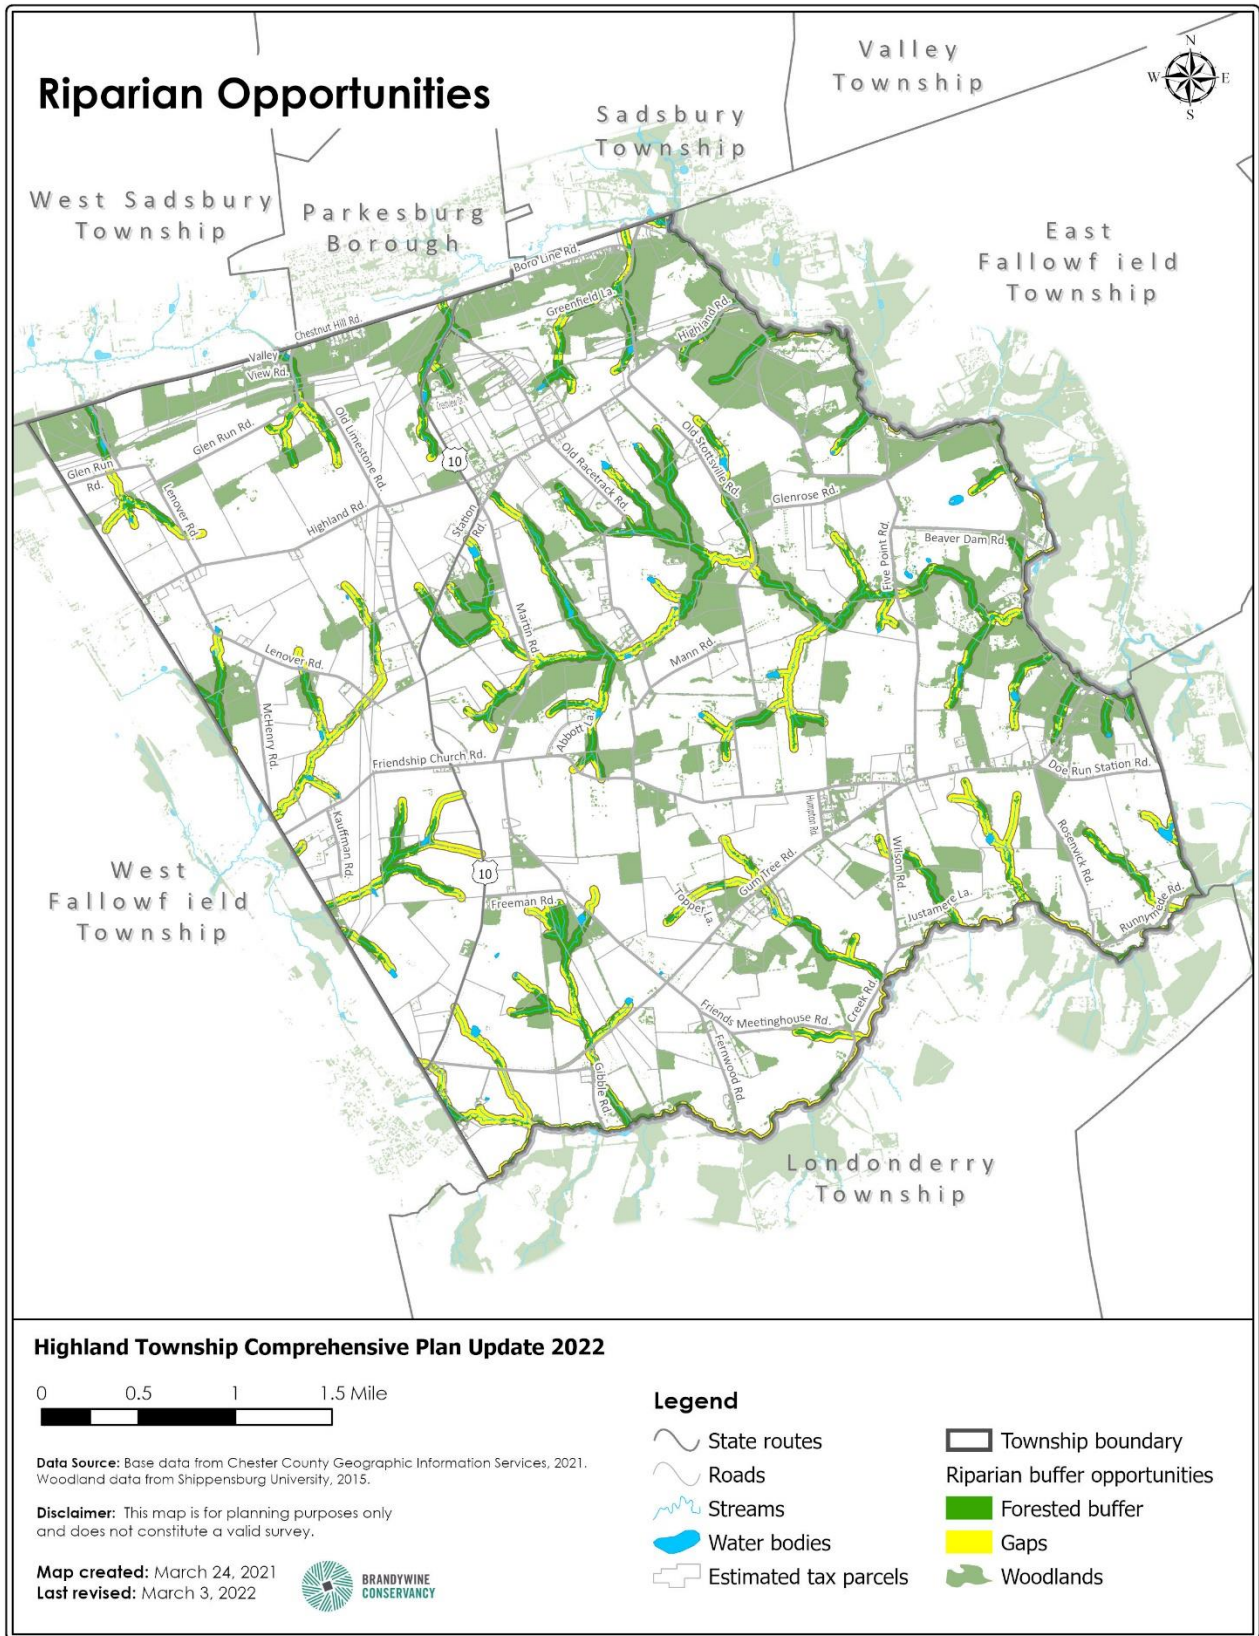 Riparian Opportunities
Valley
Township
N
W E
S
Sadsbury
Township
West Sadsbury
Township
Parkesburg
Borough
East
Fallowf ield
Township
Boro Line Rd.
Greenfield La.
Chestnut Hill Rd.
Highland Rd.
Valley
View Rd.
Glen Run Rd.
Old Limestone Rd.
10
Old Racetrack Rd.
Old Stottsville Rd.
Glen Run
Rd.
Lenover Rd.
Highland Rd.
Station
Rd.
Glenrose Rd.
Five Point Rd.
Beaver Dam Rd.
Martin Rd.
Lenover Rd.
Mann Rd.
McHenry Rd.
Abbott La.
Friendship Church Rd.
Doe Run Station Rd.
Kauffman Rd.
Humpton Rd.
Wilson Rd.
Rosenvick Rd.
West
Fallowf ield
Township
10
Gum Tree Rd.
Freeman Rd.
Topper La.
Justamere La.
Runnymede Rd.
Friends Meetinghouse Rd.
Creek Rd.
Fernwood Rd.
Gibble Rd.
Londonderry
Township
Highland Township Comprehensive Plan Update 2022
0 0.5 1 1.5 Mile
Data Source: Base data from Chester County Geographic Information Services, 2021.
Woodland data from Shippensburg University, 2015.
Disclaimer: This map is for planning purposes only
and does not constitute a valid survey.
Map created: March 24, 2021
Last revised: March 3, 2022
BRANDYWINE
CONSERVANCY
Legend
State routes
Roads
Streams
Water bodies
Estimated tax parcels
Township boundary
Riparian buffer opportunities
Forested buffer
Gaps
Woodlands